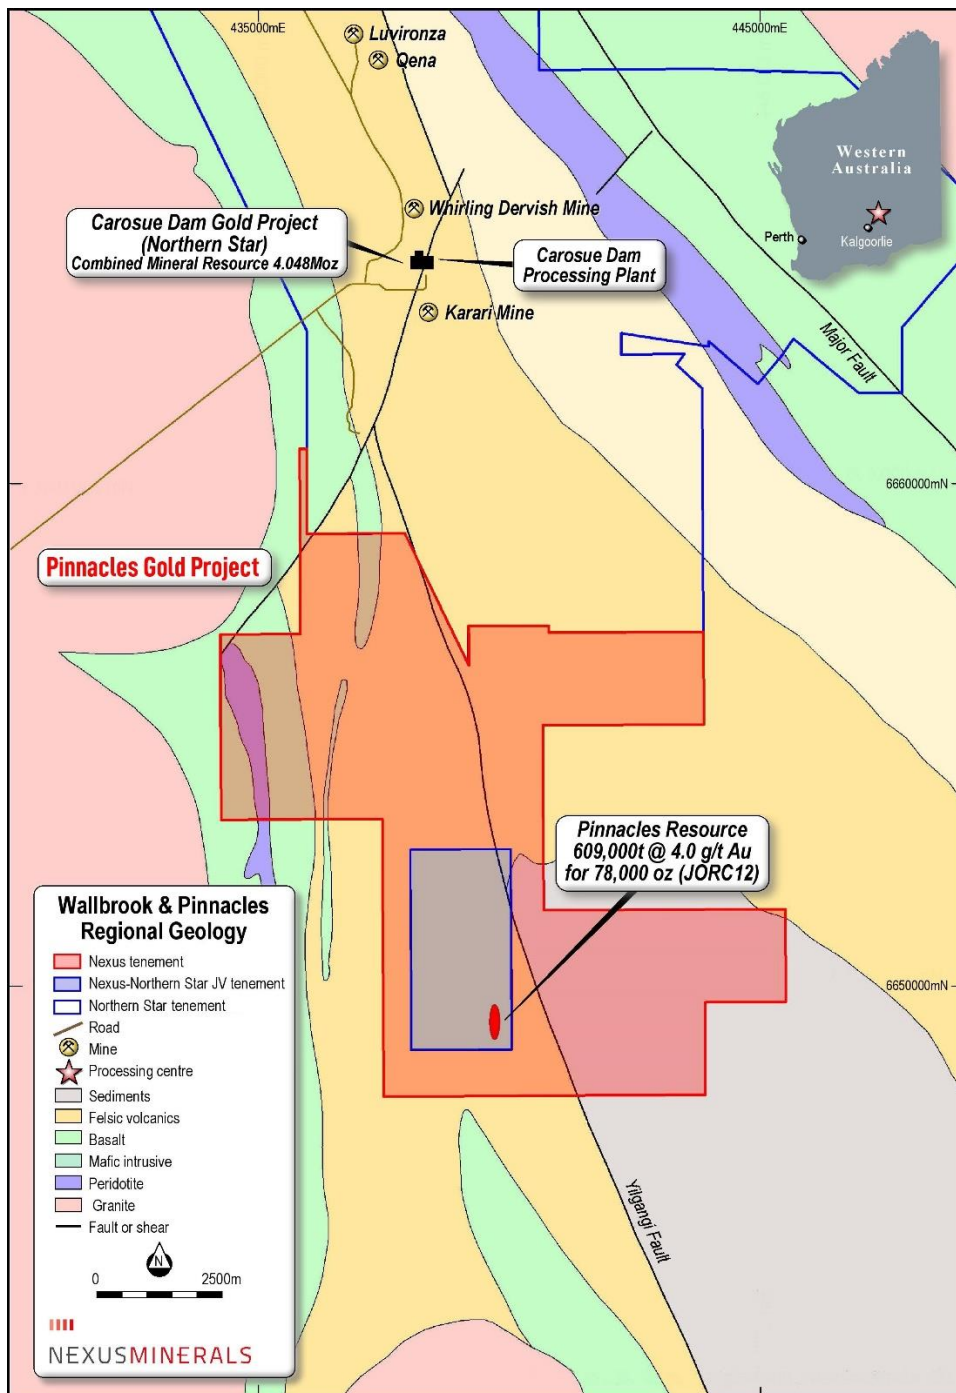 435000mE
445000mE
Luvironza
Qena
Western
Australia
Perth
Kalgoorlie
Whirling Dervish Mine
Carosue Dam Gold Project
(Northern Star)
Combined Mineral Resource 4.048Moz
Carosue Dam
Processing Plant
Karari Mine
Major Fault
6660000mN
Pinnacles Gold Project
Pinnacles Resource
609,000t @ 4.0 g/t Au
for 78,000 oz (JORC12)
6650000mN
Yilgangi Fault
Wallbrook & Pinnacles
Regional Geology
Nexus tenement
Nexus-Northern Star JV tenement
Northern Star tenement
Road
Mine
Processing centre
Sediments
Felsic volcanics
Basalt
Mafic intrusive
Peridotite
Granite
Fault or shear
N
0 2500m
NEXUSMINERALS